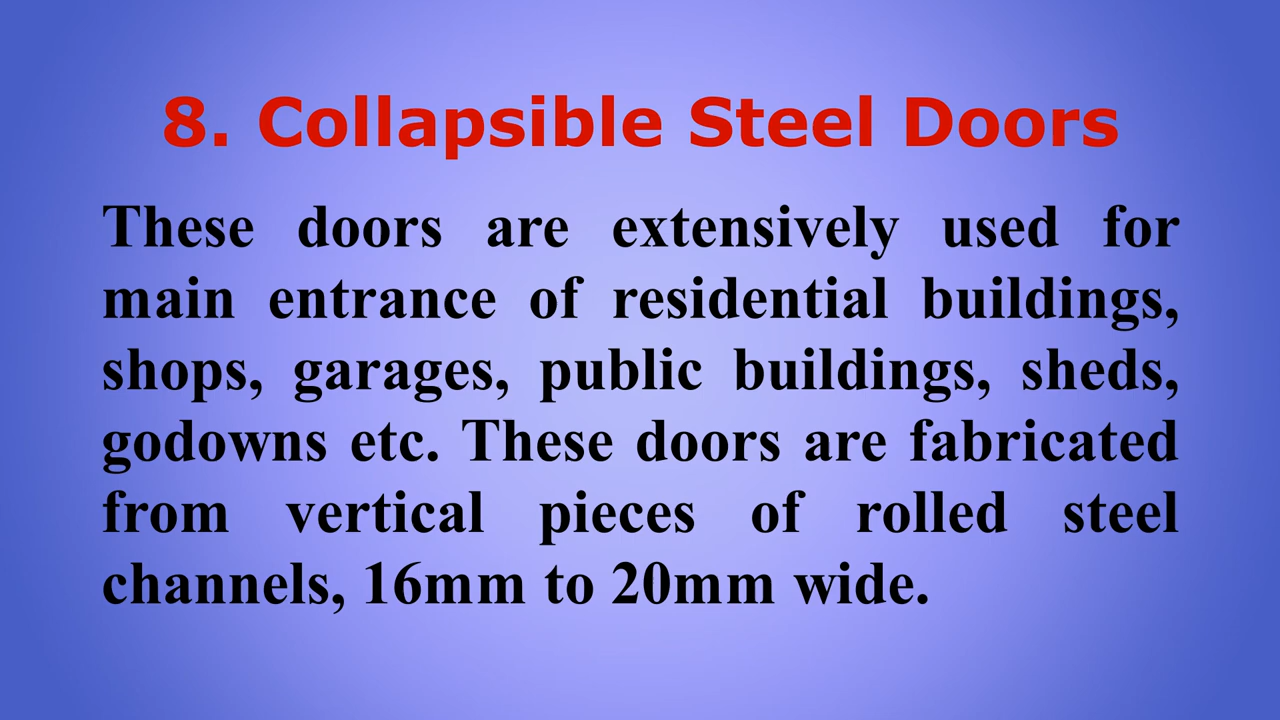 8. Collapsible Steel Doors
These doors are extensively used for
main entrance of residential buildings,
shops, garages, public buildings, sheds,
godowns etc. These doors are fabricated
from vertical pieces of rolled steel
channels, 16mm to 20mm wide.